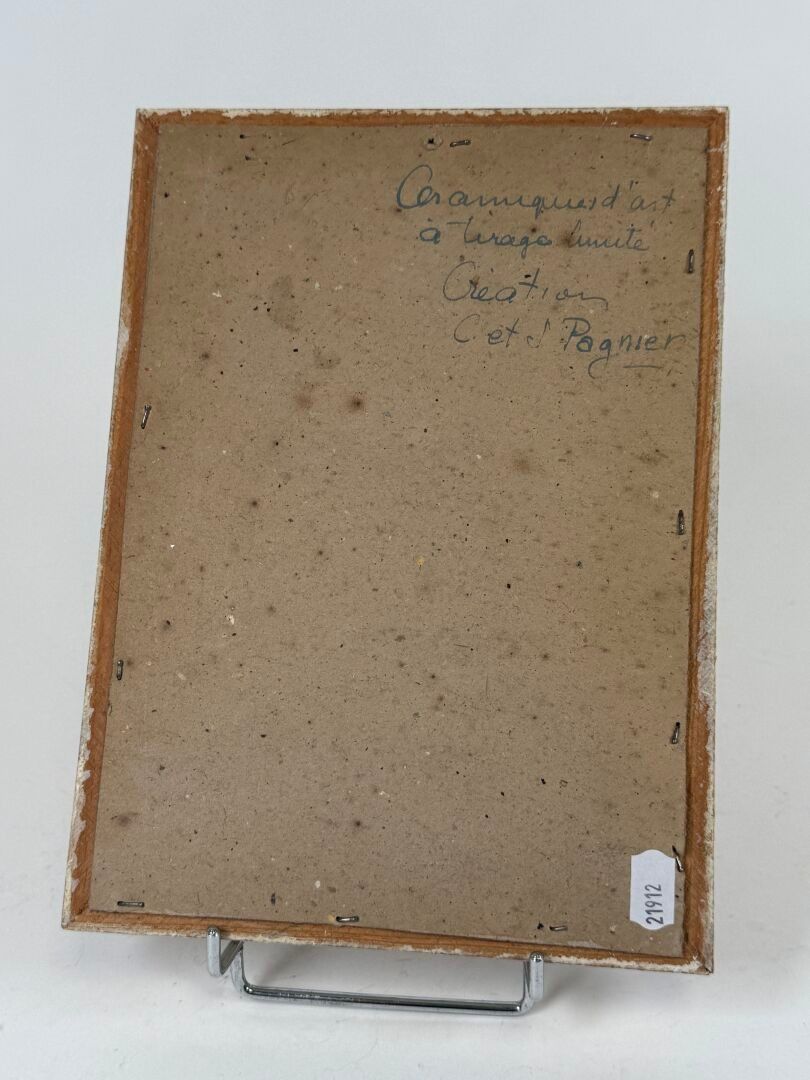 Céramiques d'art
à tirage limité
Création
C et J Pagnier
21912